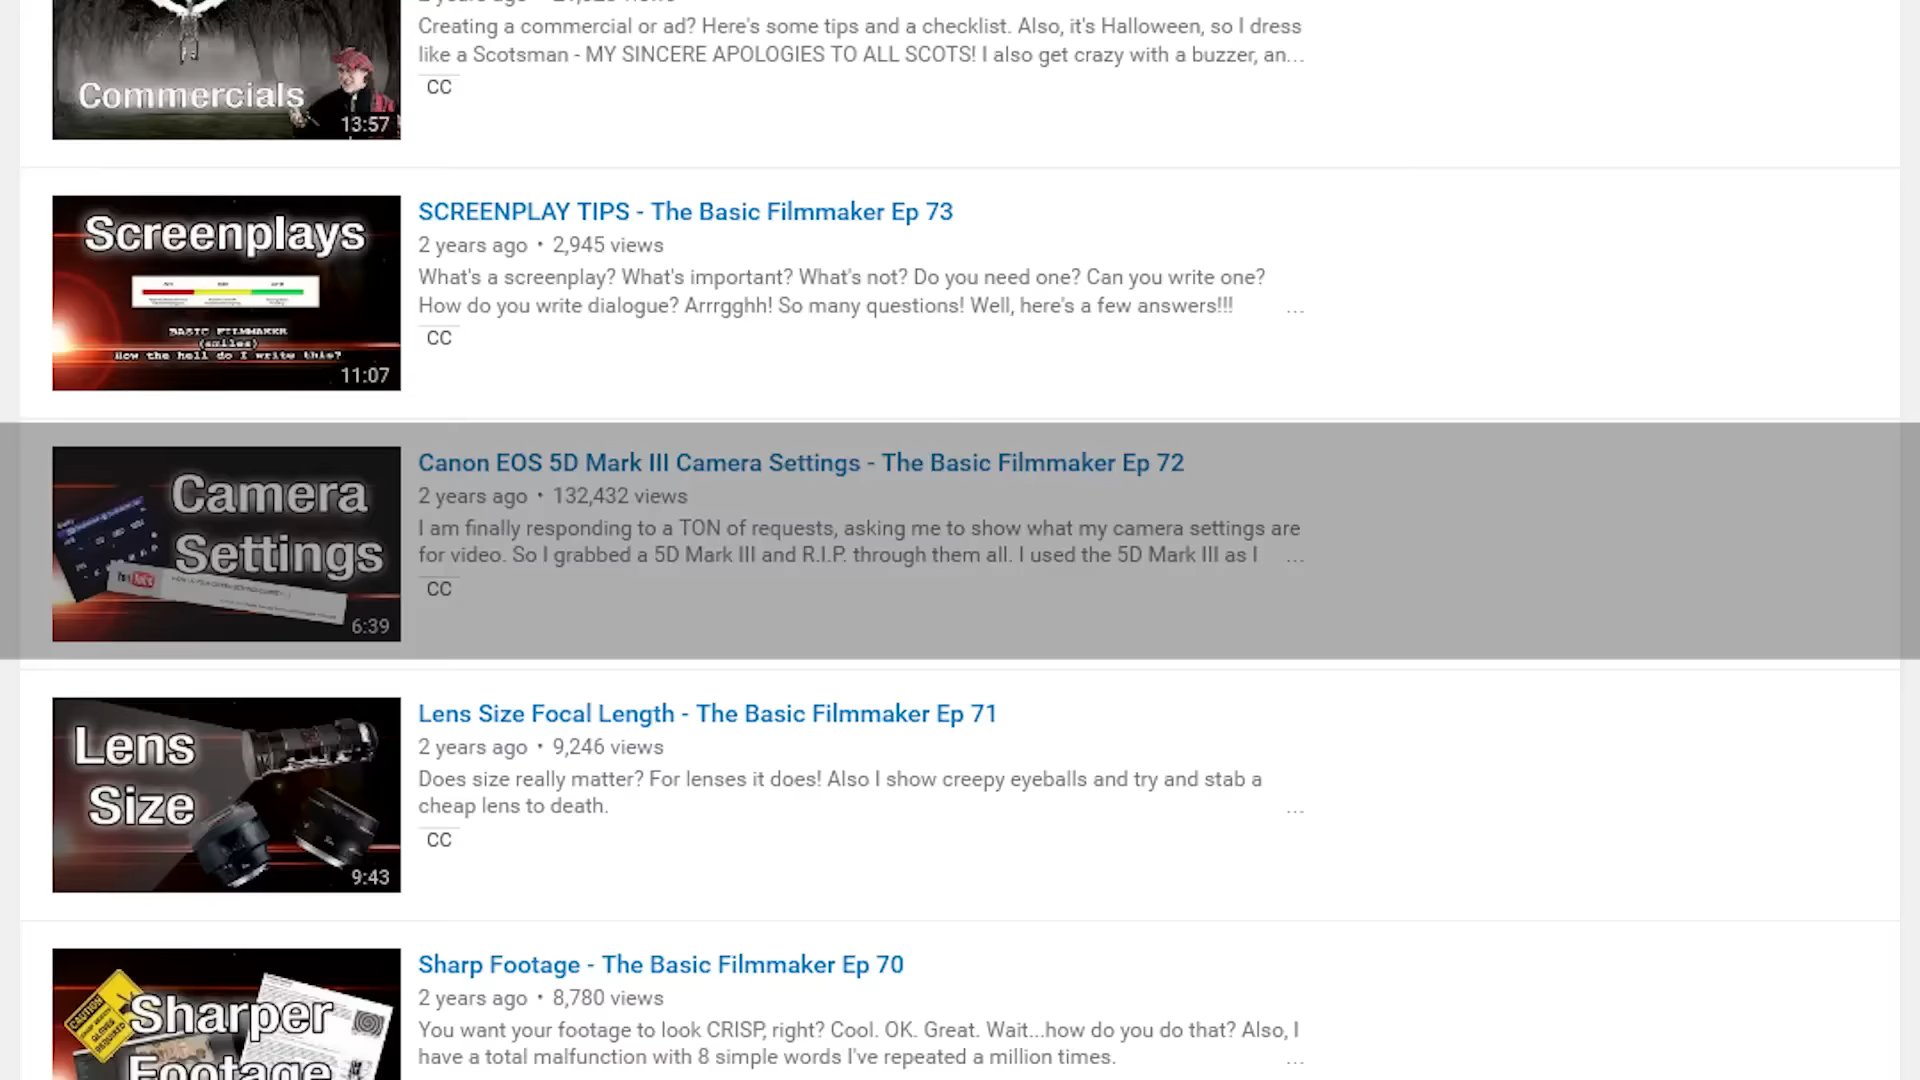 Creating a commercial or ad? Here's some tips and a checklist. Also, it's Halloween, so I dress
like a Scotsman - MY SINCERE APOLOGIES TO ALL SCOTS! I also get crazy with a buzzer, an...
CC
Commercials
13:57
Screenplays
BASIC FILMMAKER
(smiles)
How the hell do I write this?
11:07
SCREENPLAY TIPS - The Basic Filmmaker Ep 73
2 years ago • 2,945 views
What's a screenplay? What's important? What's not? Do you need one? Can you write one?
How do you write dialogue? Arrrgghh! So many questions! Well, here's a few answers!!! ...
CC
Camera
Settings
YouTube
6:39
Canon EOS 5D Mark III Camera Settings - The Basic Filmmaker Ep 72
2 years ago • 132,432 views
I am finally responding to a TON of requests, asking me to show what my camera settings are
for video. So I grabbed a 5D Mark III and R.I.P. through them all. I used the 5D Mark III as I ...
CC
Lens
Size
9:43
Lens Size Focal Length - The Basic Filmmaker Ep 71
2 years ago • 9,246 views
Does size really matter? For lenses it does! Also I show creepy eyeballs and try and stab a
cheap lens to death. ...
CC
CAUTION
Sharper
Footage
Sharp Footage - The Basic Filmmaker Ep 70
2 years ago • 8,780 views
You want your footage to look CRISP, right? Cool. OK. Great. Wait...how do you do that? Also, I
have a total malfunction with 8 simple words I've repeated a million times. ...